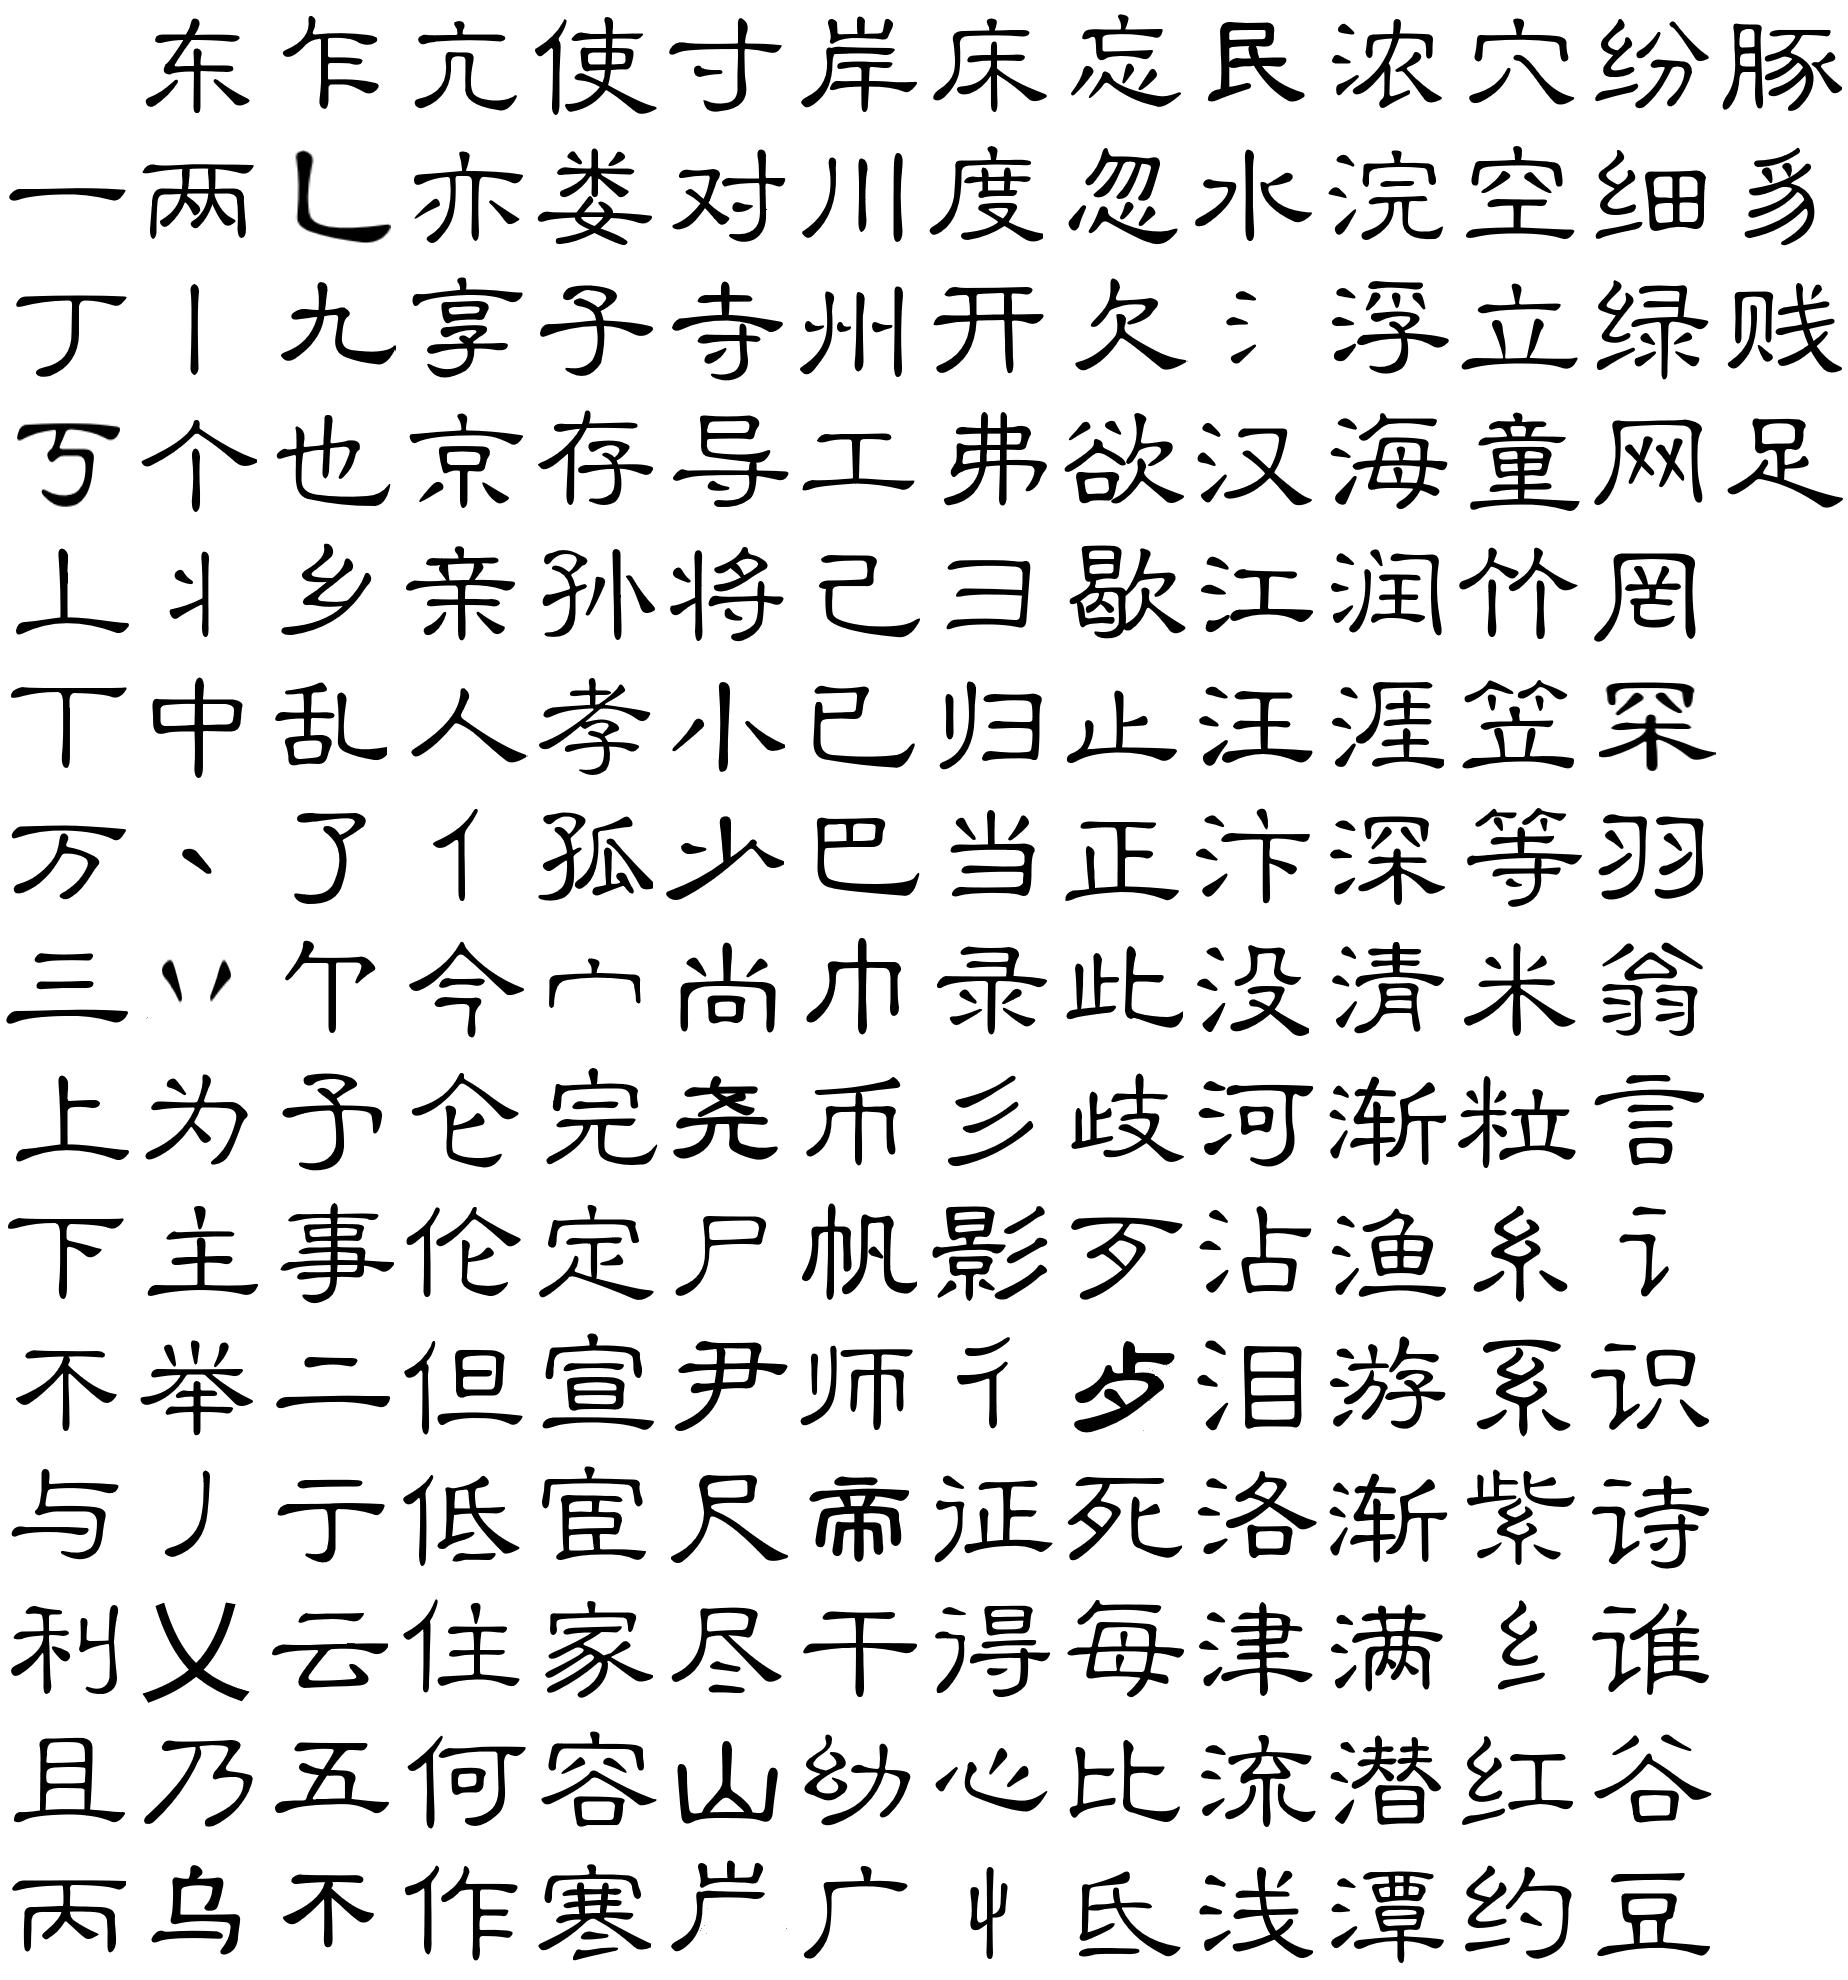 东 乍 亢 使 寸 岸 床 忘 民 浓 穴 纷 豚
一 两 乚 亦 娄 对 川 度 忽 水 浣 空 细 豸
丁 丨 九 享 子 寺 州 开 欠 氵 浮 立 绿 贱
丂 个 也 京 存 导 工 弗 欲 汉 海 童 网 足
丄 丬 乡 亲 孙 将 己 彐 歇 江 润 竹 罔
丅 中 乱 人 孝 小 已 归 止 汪 涯 笠 罕
万 丶 了 亻 孤 少 巴 当 正 汴 深 等 羽
三 丷 亇 今 宀 尚 巾 录 此 没 清 米 翁
上 为 予 仑 完 尧 币 彡 歧 河 渐 粒 言
下 主 事 伦 定 尸 帆 影 歹 沾 渔 糸 讠
不 举 二 但 宣 尹 师 彳 歺 泪 游 系 识
与 丿 亍 低 宦 尺 帝 征 死 洛 渐 紫 诗
乂 云 住 家 尽 干 得 每 津 满 纟 谁
且 乃 五 何 容 山 幼 心 比 流 潜 红 谷
丙 乌 不 作 寒 屵 广 忄 氐 浅 潭 约 豆